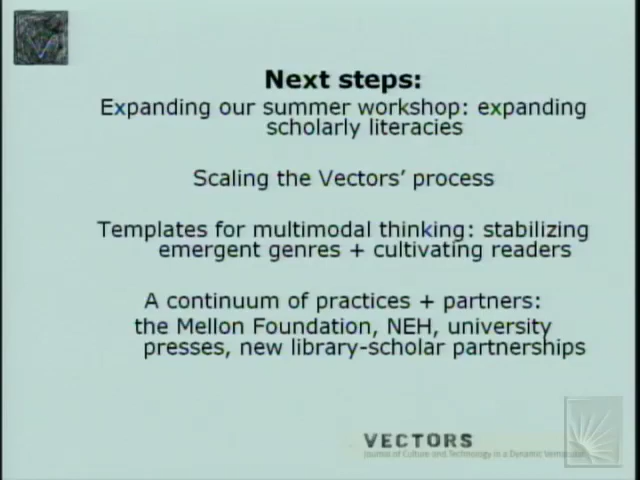 Next steps:
Expanding our summer workshop: expanding
scholarly literacies
Scaling the Vectors' process
Templates for multimodal thinking: stabilizing
emergent genres + cultivating readers
A continuum of practices + partners:
the Mellon Foundation, NEH, university
presses, new library-scholar partnerships
VECTORS
Journal of Culture and Technology in a Dynamic Vernacular